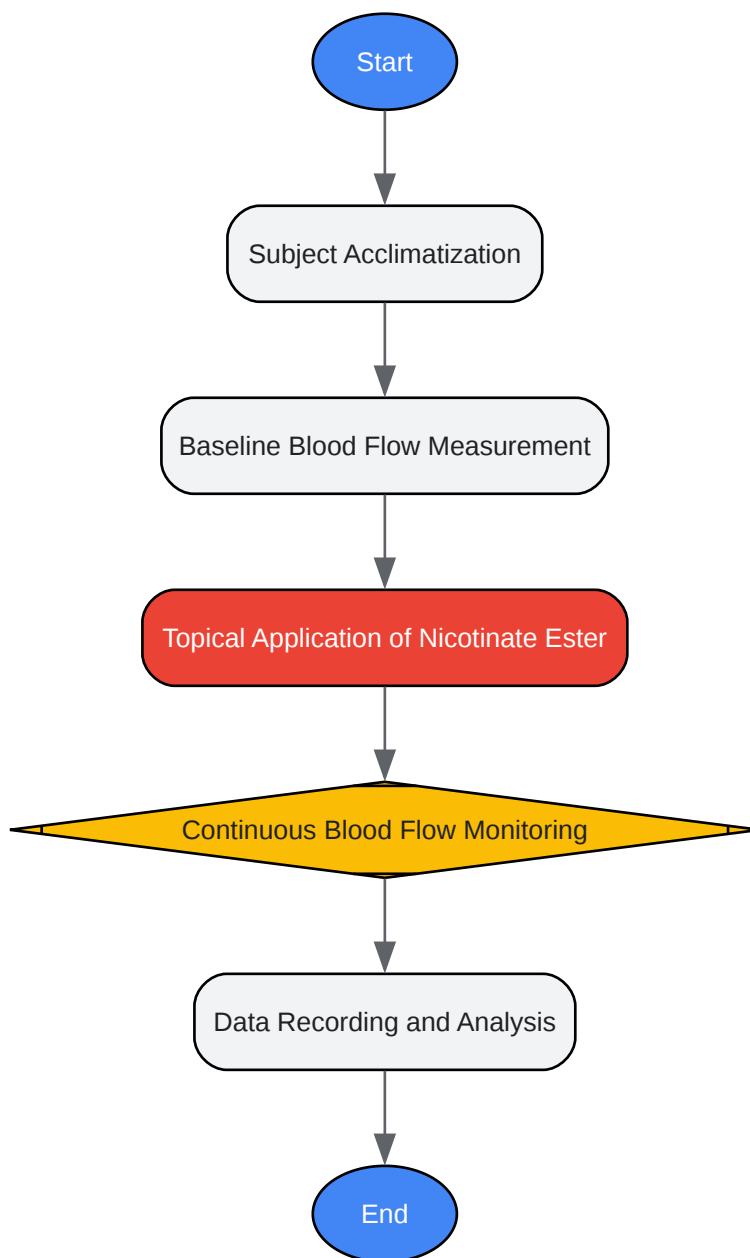 Start
Subject Acclimatization
Baseline Blood Flow Measurement
Topical Application of Nicotinate Ester
Continuous Blood Flow Monitoring
Data Recording and Analysis
End